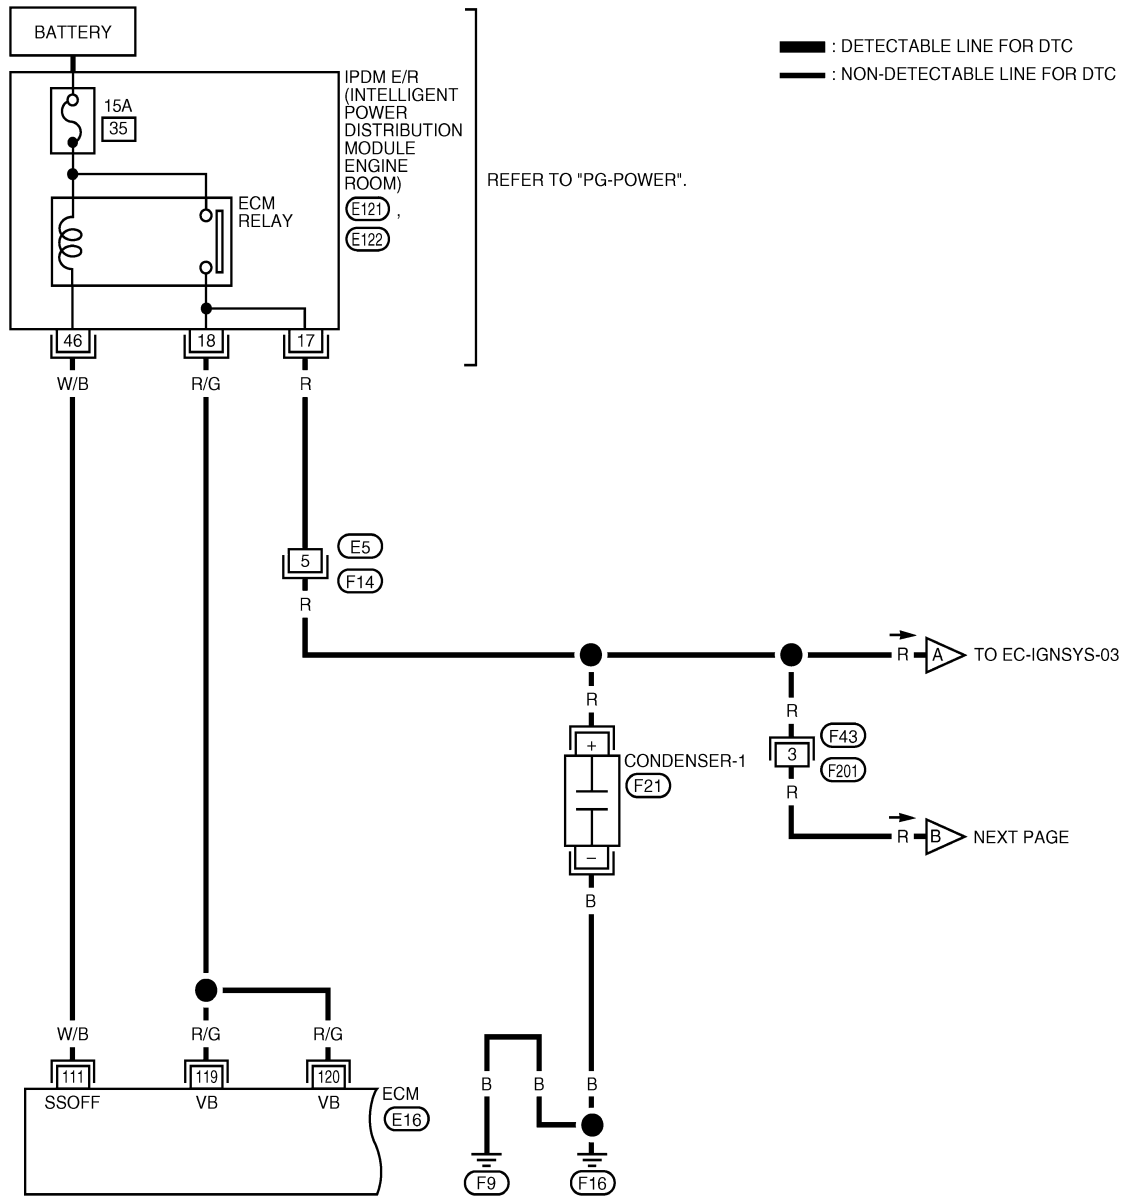 BATTERY
: DETECTABLE LINE FOR DTC
: NON-DETECTABLE LINE FOR DTC
15A
35
IPDM E/R
(INTELLIGENT
POWER
DISTRIBUTION
MODULE
ENGINE
ROOM)
E121 ,
E122
REFER TO "PG-POWER".
ECM
RELAY
46
18
17
W/B
R/G
R
5
E5
F14
R
R
A
TO EC-IGNSYS-03
R
R
+
CONDENSER-1
F21
3
F43
F201
R
R
B
NEXT PAGE
–
B
W/B
R/G
R/G
B
B
B
111
119
120
SSOFF
VB
VB
ECM
E16
F9
F16